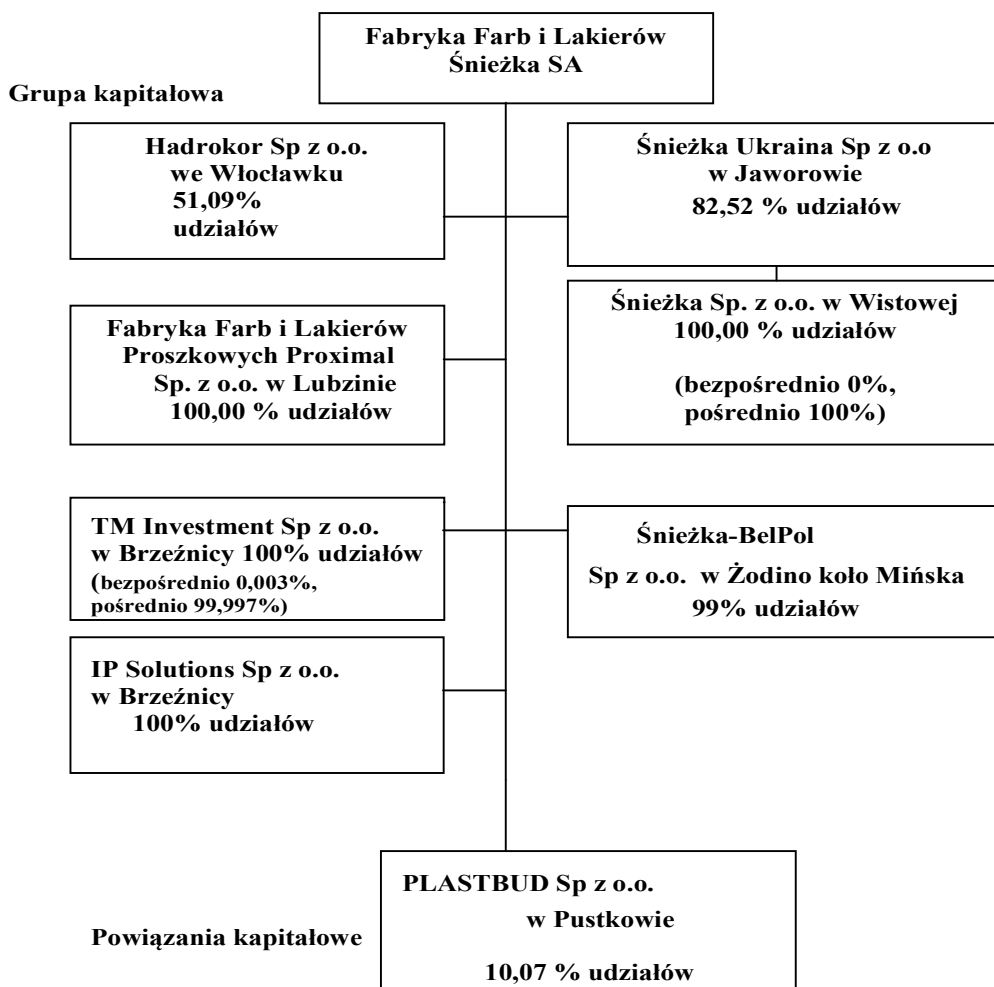 Fabryka Farb i Lakierów
Śnieżka SA
Grupa kapitałowa
Hadrokor Sp z o.o.
we Włocławku
51,09%
udziałów
Śnieżka Ukraina Sp z o.o
w Jaworowie
82,52 % udziałów
Fabryka Farb i Lakierów
Proszkowych Proximal
Sp. z o.o. w Lubzinie
100,00 % udziałów
Śnieżka Sp. z o.o. w Wistowej
100,00 % udziałów
(bezpośrednio 0%,
pośrednio 100%)
TM Investment Sp z o.o.
w Brzeźnicy 100% udziałów
(bezpośrednio 0,003%,
pośrednio 99,997%)
Śnieżka-BelPol
Sp z o.o. w Żodino koło Mińska
99% udziałów
IP Solutions Sp z o.o.
w Brzeźnicy
100% udziałów
PLASTBUD Sp z o.o.
w Pustkowie
10,07 % udziałów
Powiązania kapitałowe